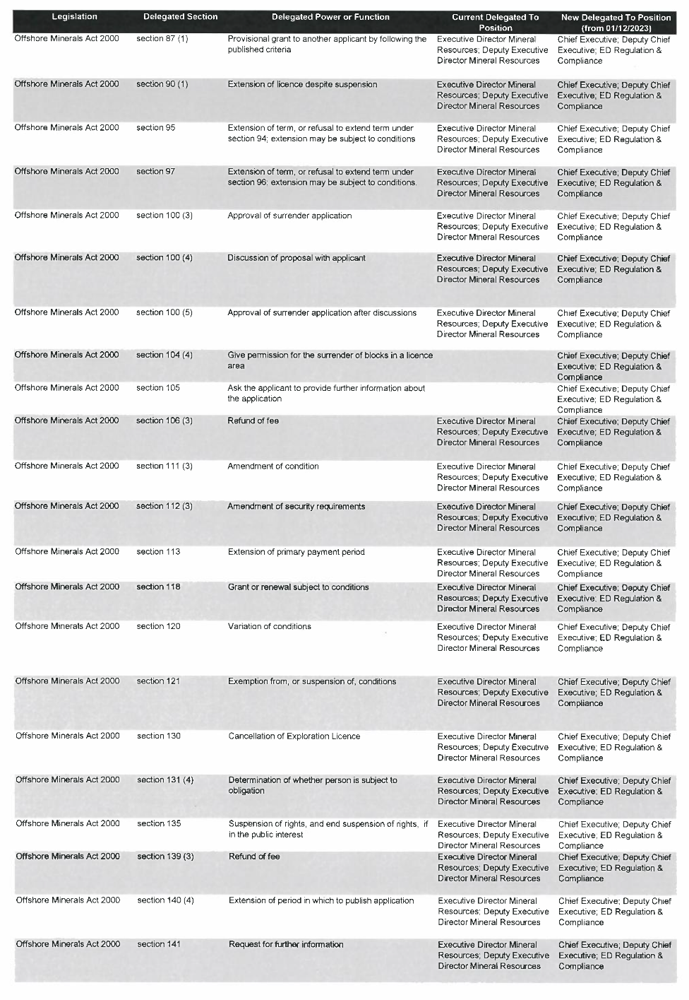 Legislation Delegated Section Delegated Power or Function Current Delegated To New Delegated To Position
Position (from 01/12/2023)
Offshore Minerals Act 2000 section 87 (1) Provisional grant to another applicant by following the Executive Director Mineral Chief Executive; Deputy Chief
published criteria Resources; Deputy Executive Executive; ED Regulation &
Director Mineral Resources Compliance
Offshore Minerals Act 2000 section 90 (1) Extension of licence despite suspension Executive Director Mineral Chief Executive; Deputy Chief
Resources; Deputy Executive Executive; ED Regulation &
Director Mineral Resources Compliance
Offshore Minerals Act 2000 section 95 Extension of term, or refusal to extend term under Executive Director Mineral Chief Executive; Deputy Chief
section 94; extension may be subject to conditions Resources; Deputy Executive Executive; ED Regulation &
Director Mineral Resources Compliance
Offshore Minerals Act 2000 section 97 Extension of term, or refusal to extend term under Executive Director Mineral Chief Executive; Deputy Chief
section 96; extension may be subject to conditions. Resources; Deputy Executive Executive; ED Regulation &
Director Mineral Resources Compliance
Offshore Minerals Act 2000 section 100 (3) Approval of surrender application Executive Director Mineral Chief Executive; Deputy Chief
Resources; Deputy Executive Executive; ED Regulation &
Director Mineral Resources Compliance
Offshore Minerals Act 2000 section 100 (4) Discussion of proposal with applicant Executive Director Mineral Chief Executive; Deputy Chief
Resources; Deputy Executive Executive; ED Regulation &
Director Mineral Resources Compliance
Offshore Minerals Act 2000 section 100 (5) Approval of surrender application after discussions Executive Director Mineral Chief Executive; Deputy Chief
Resources; Deputy Executive Executive; ED Regulation &
Director Mineral Resources Compliance
Offshore Minerals Act 2000 section 104 (4) Give permission for the surrender of blocks in a licence Chief Executive; Deputy Chief
area Executive; ED Regulation &
Compliance
Offshore Minerals Act 2000 section 105 Ask the applicant to provide further information about Chief Executive; Deputy Chief
the application Executive; ED Regulation &
Compliance
Offshore Minerals Act 2000 section 106 (3) Refund of fee Executive Director Mineral Chief Executive; Deputy Chief
Resources; Deputy Executive Executive; ED Regulation &
Director Mineral Resources Compliance
Offshore Minerals Act 2000 section 111 (3) Amendment of condition Executive Director Mineral Chief Executive; Deputy Chief
Resources; Deputy Executive Executive; ED Regulation &
Director Mineral Resources Compliance
Offshore Minerals Act 2000 section 112 (3) Amendment of security requirements Executive Director Mineral Chief Executive; Deputy Chief
Resources; Deputy Executive Executive; ED Regulation &
Director Mineral Resources Compliance
Offshore Minerals Act 2000 section 113 Extension of primary payment period Executive Director Mineral Chief Executive; Deputy Chief
Resources; Deputy Executive Executive; ED Regulation &
Director Mineral Resources Compliance
Offshore Minerals Act 2000 section 118 Grant or renewal subject to conditions Executive Director Mineral Chief Executive; Deputy Chief
Resources; Deputy Executive Executive; ED Regulation &
Director Mineral Resources Compliance
Offshore Minerals Act 2000 section 120 Variation of conditions Executive Director Mineral Chief Executive; Deputy Chief
Resources; Deputy Executive Executive; ED Regulation &
Director Mineral Resources Compliance
Offshore Minerals Act 2000 section 121 Exemption from, or suspension of, conditions Executive Director Mineral Chief Executive; Deputy Chief
Resources; Deputy Executive Executive; ED Regulation &
Director Mineral Resources Compliance
Offshore Minerals Act 2000 section 130 Cancellation of Exploration Licence Executive Director Mineral Chief Executive; Deputy Chief
Resources; Deputy Executive Executive; ED Regulation &
Director Mineral Resources Compliance
Offshore Minerals Act 2000 section 131 (4) Determination of whether person is subject to Executive Director Mineral Chief Executive; Deputy Chief
obligation Resources; Deputy Executive Executive; ED Regulation &
Director Mineral Resources Compliance
Offshore Minerals Act 2000 section 135 Suspension of rights, and end suspension of rights, if Executive Director Mineral Chief Executive; Deputy Chief
in the public interest Resources; Deputy Executive Executive; ED Regulation &
Director Mineral Resources Compliance
Offshore Minerals Act 2000 section 139 (3) Refund of fee Executive Director Mineral Chief Executive; Deputy Chief
Resources; Deputy Executive Executive; ED Regulation &
Director Mineral Resources Compliance
Offshore Minerals Act 2000 section 140 (4) Extension of period in which to publish application Executive Director Mineral Chief Executive; Deputy Chief
Resources; Deputy Executive Executive; ED Regulation &
Director Mineral Resources Compliance
Offshore Minerals Act 2000 section 141 Request for further information Executive Director Mineral Chief Executive; Deputy Chief
Resources; Deputy Executive Executive; ED Regulation &
Director Mineral Resources Compliance